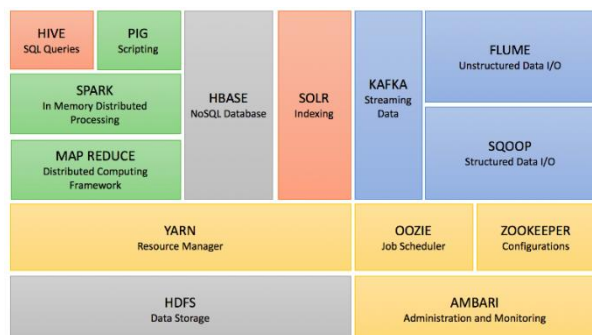 HIVE
SQL Queries
PIG
Scripting
SPARK
In Memory Distributed
Processing
MAP REDUCE
Distributed Computing
Framework
HBASE
NoSQL Database
SOLR
Indexing
KAFKA
Streaming
Data
FLUME
Unstructured Data I/O
SQOOP
Structured Data I/O
YARN
Resource Manager
OOZIE
Job Scheduler
ZOOKEEPER
Configurations
HDFS
Data Storage
AMBARI
Administration and Monitoring